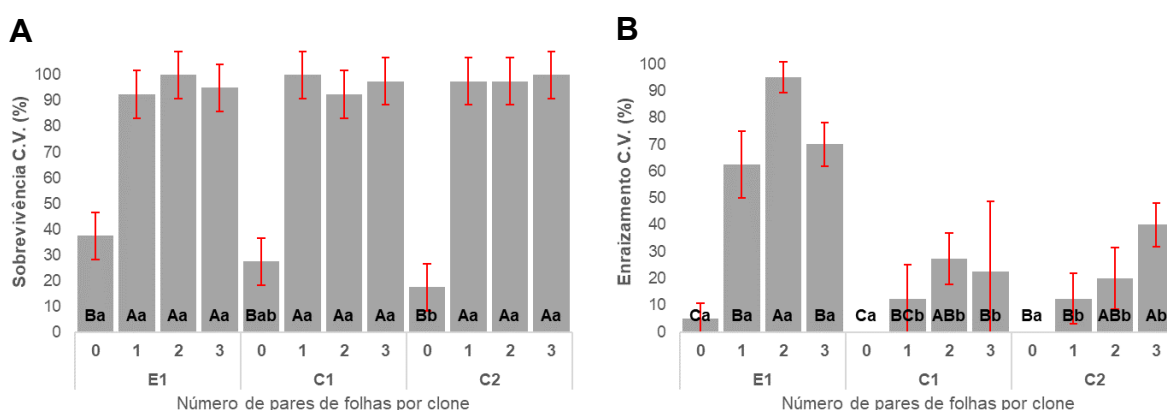 A
Sobrevivência C.V. (%)
100
90
80
70
60
50
40
30
20
10
0
Ba Aa Aa Aa Bab Aa Aa Aa Bb Aa Aa Aa
0 1 2 3 0 1 2 3 0 1 2 3
E1 C1 C2
Número de pares de folhas por clone
B
Enraizamento C.V. (%)
100
90
80
70
60
50
40
30
20
10
0
Ca Ba Aa Ba Ca BCb ABb Bb Ba Bb ABb Ab
0 1 2 3 0 1 2 3 0 1 2 3
E1 C1 C2
Número de pares de folhas por clone